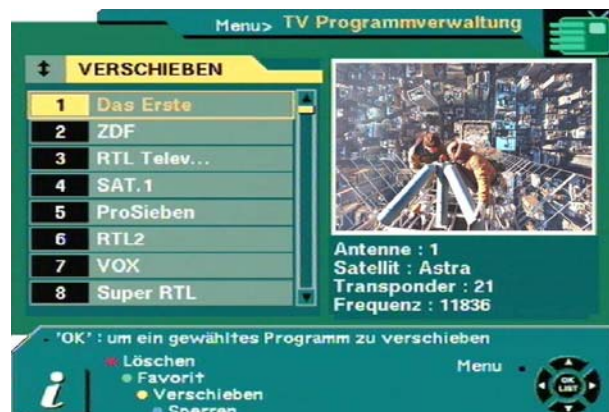 Menu> TV Programmverwaltung
VERSCHIEBEN
1 Das Erste
2 ZDF
3 RTL Telev...
4 SAT.1
5 ProSieben
6 RTL2
7 VOX
8 Super RTL
Antenne : 1
Satellit : Astra
Transponder : 21
Frequenz : 11836
'OK' : um ein gewähltes Programm zu verschieben
Löschen
Favorit
Verschieben
Sperren
Menu
OK
LIST
i